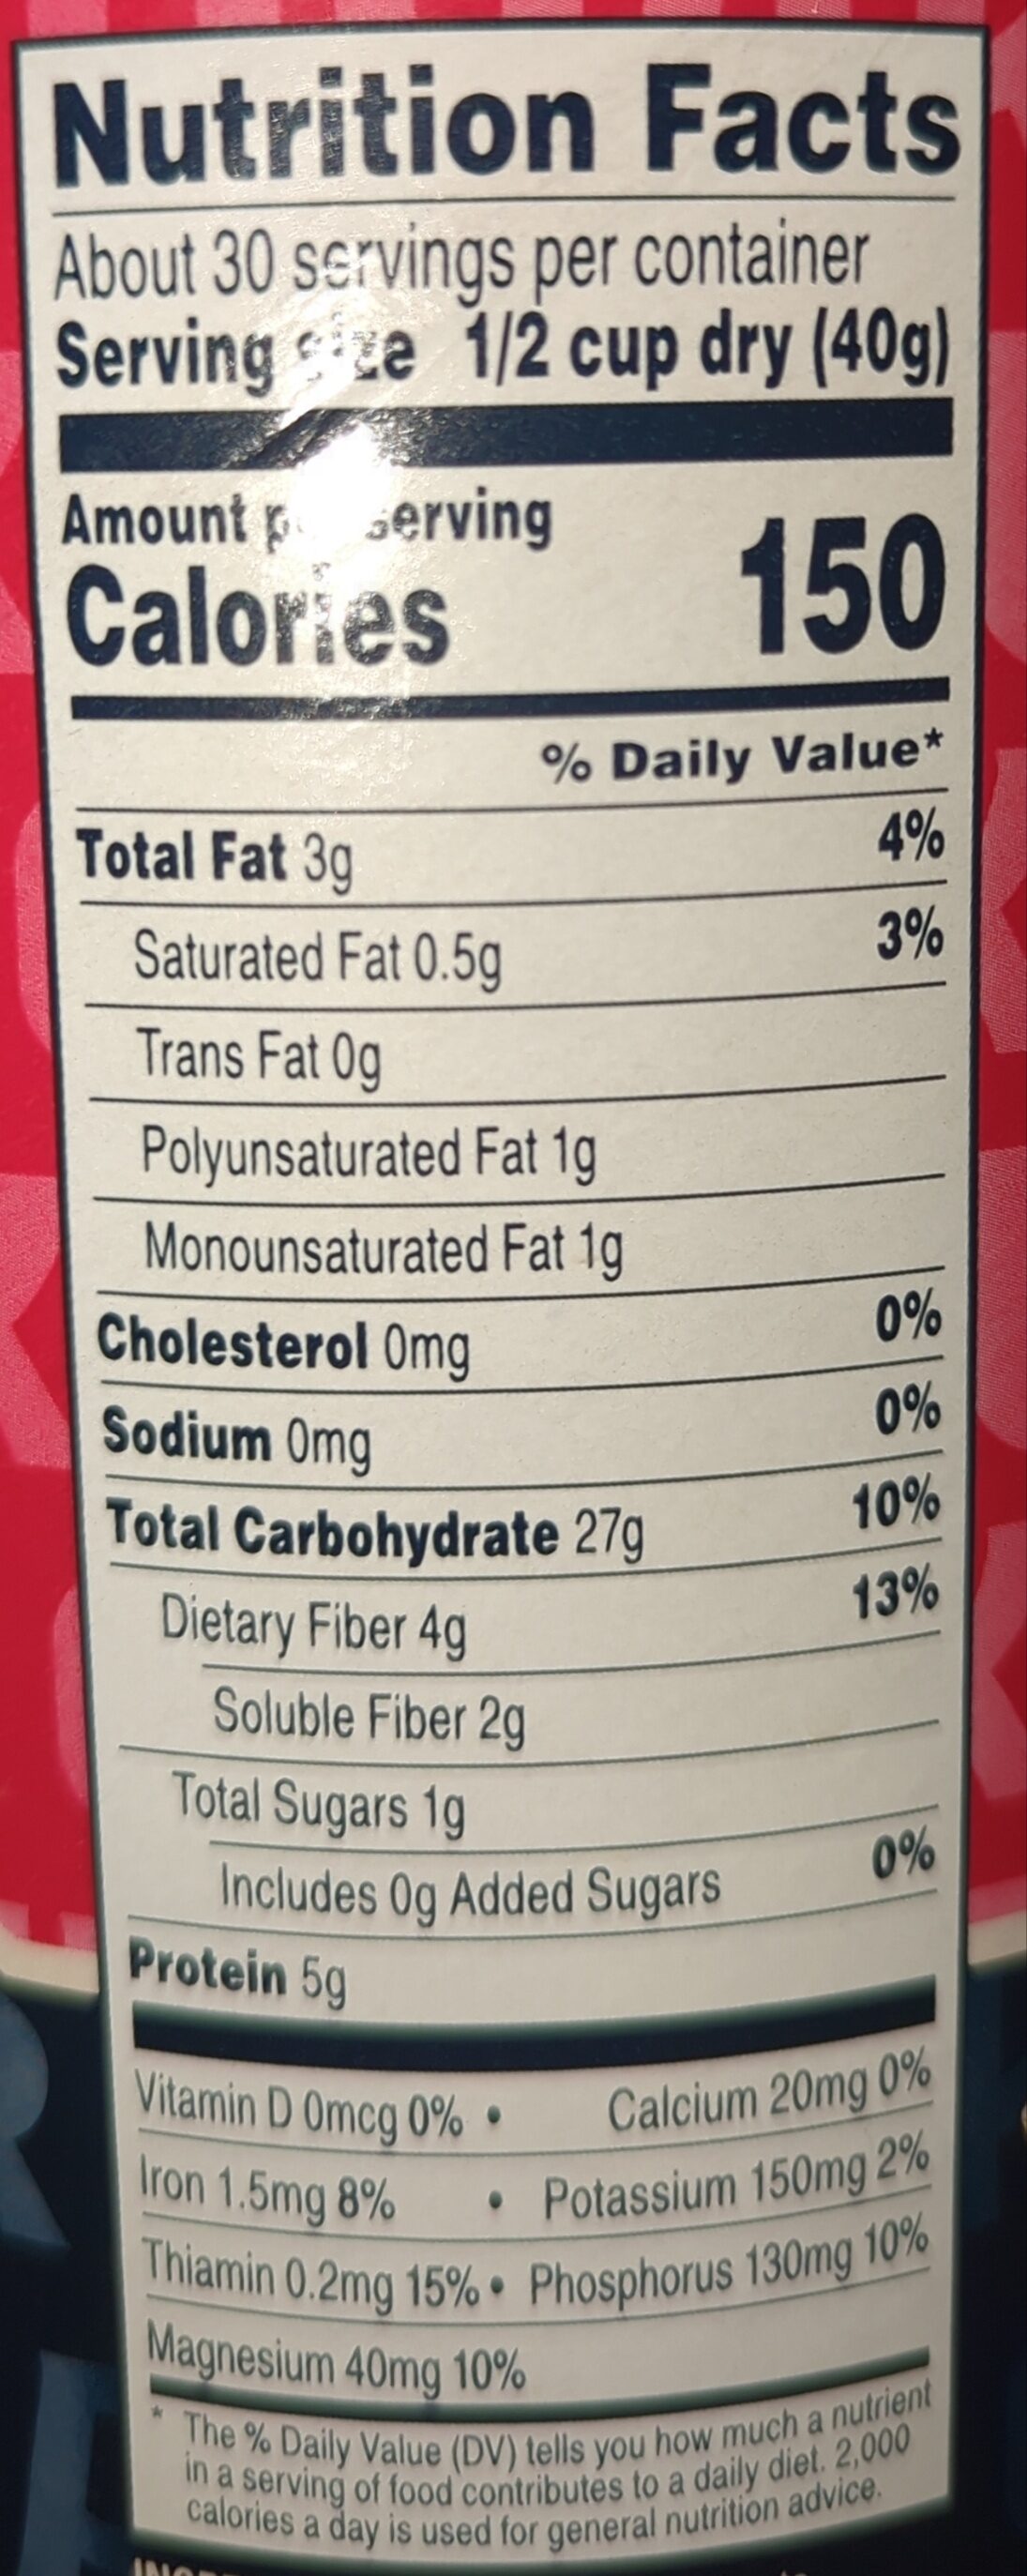 Nutrition Facts
About 30 servings per container
Serving size 1/2 cup dry (40g)
Amount per serving
Calories 150
% Daily Value*
Total Fat 3g 4%
Saturated Fat 0.5g 3%
Trans Fat 0g
Polyunsaturated Fat 1g
Monounsaturated Fat 1g
Cholesterol 0mg 0%
Sodium 0mg 0%
Total Carbohydrate 27g 10%
Dietary Fiber 4g 13%
Soluble Fiber 2g
Total Sugars 1g
Includes 0g Added Sugars 0%
Protein 5g
Vitamin D 0mcg 0% • Calcium 20mg 0%
Iron 1.5mg 8% • Potassium 150mg 2%
Thiamin 0.2mg 15% • Phosphorus 130mg 10%
Magnesium 40mg 10%
* The % Daily Value (DV) tells you how much a nutrient
in a serving of food contributes to a daily diet. 2,000
calories a day is used for general nutrition advice.